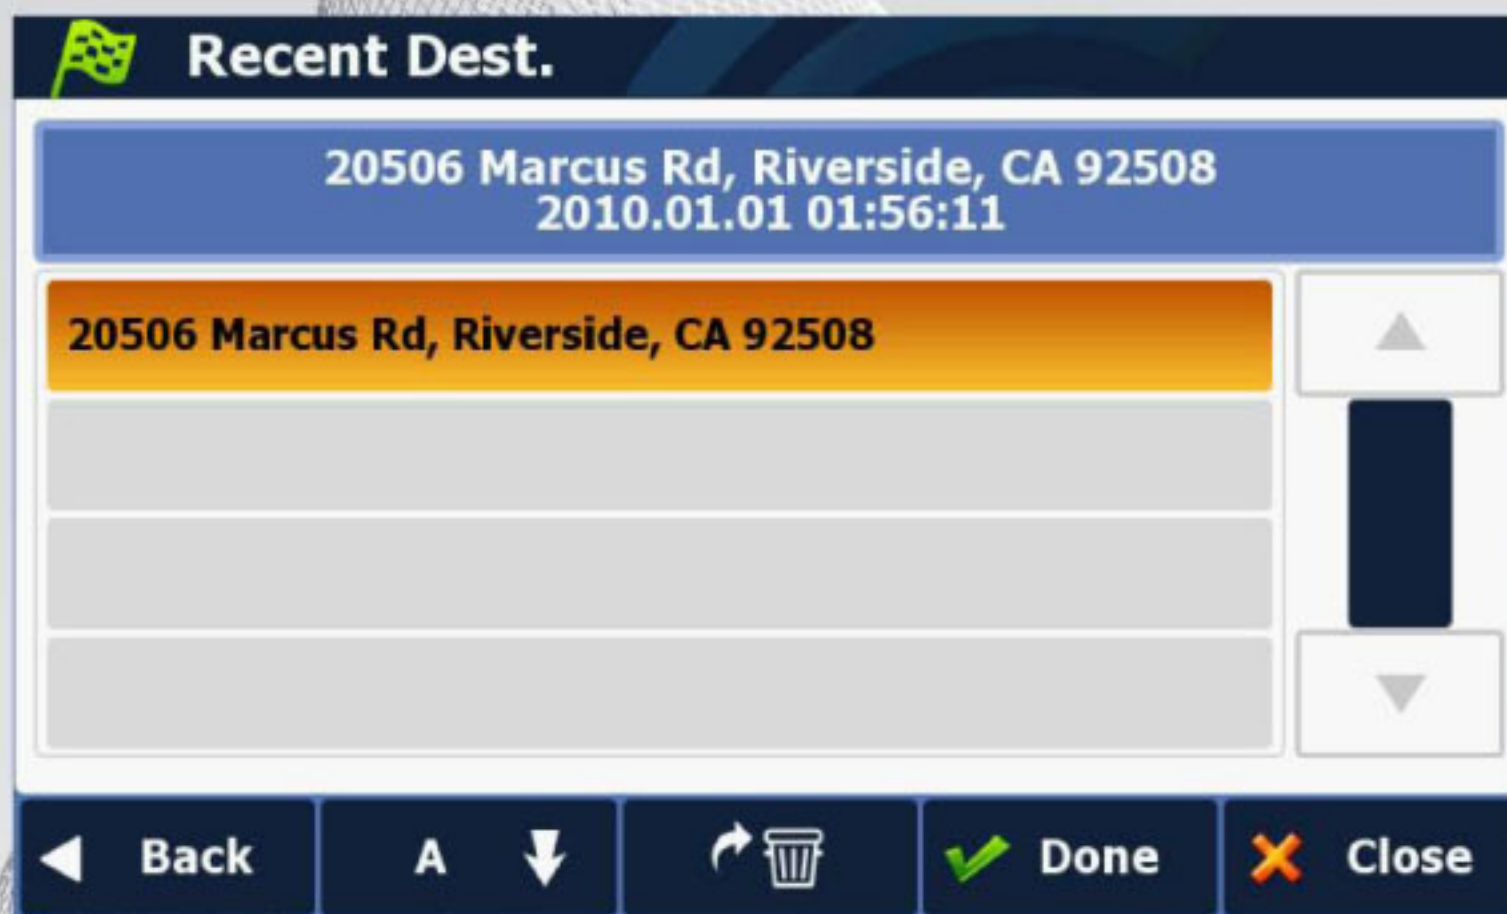 Recent Dest.
20506 Marcus Rd, Riverside, CA 92508
2010.01.01 01:56:11
20506 Marcus Rd, Riverside, CA 92508
Back
A
Done
Close